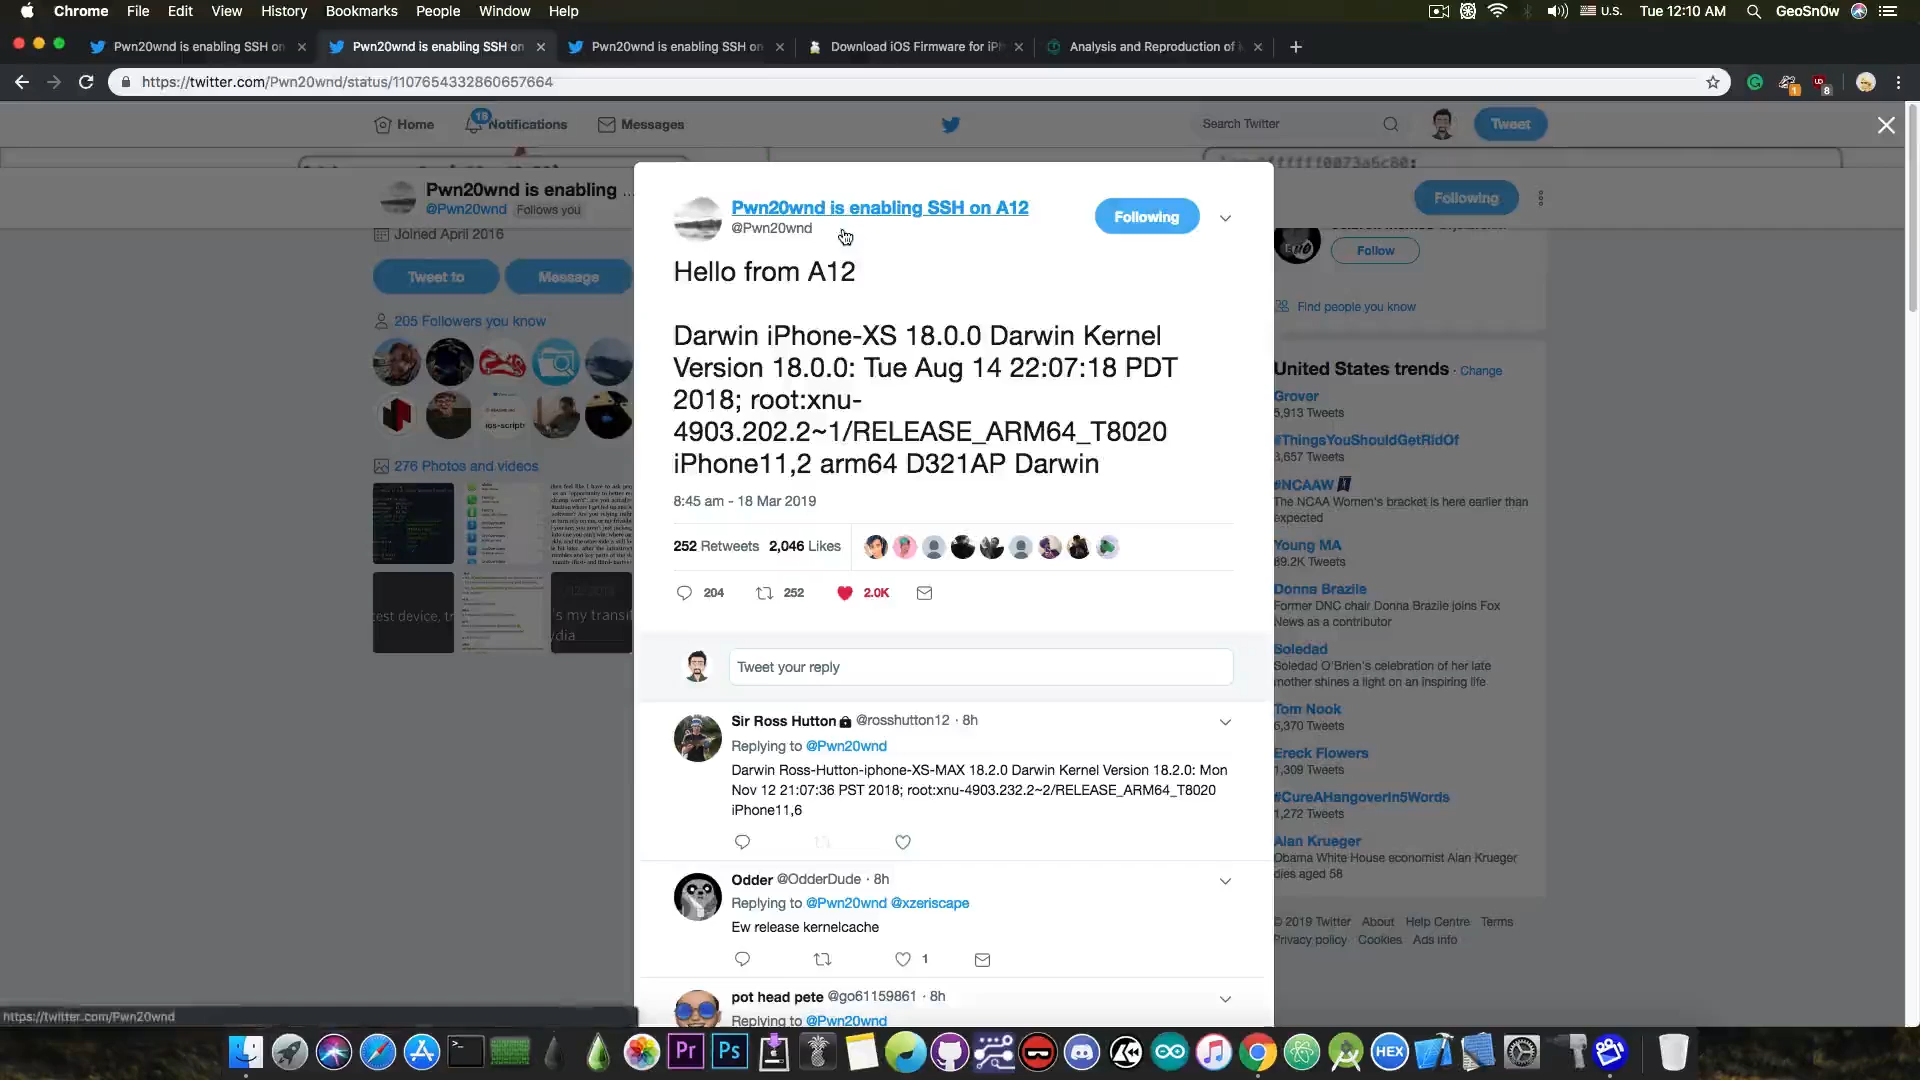 Chrome File Edit View History Bookmarks People Window Help
U.S. Tue 12:10 AM GeoSn0w
Pwn20wnd is enabling SSH on
Pwn20wnd is enabling SSH on
Pwn20wnd is enabling SSH on
Download iOS Firmware for iPh
Analysis and Reproduction of
https://twitter.com/Pwn20wnd/status/1107654332860657664
1
8
Home
18
Notifications
Messages
Search Twitter
Tweet
Pwn20wnd is enabling ...
@Pwn20wnd Follows you
Following
Joined April 2016
Tweet to
Message
205 Followers you know
276 Photos and videos
Pwn20wnd is enabling SSH on A12
@Pwn20wnd
Following
Hello from A12
Darwin iPhone-XS 18.0.0 Darwin Kernel
Version 18.0.0: Tue Aug 14 22:07:18 PDT
2018; root:xnu-
4903.202.2~1/RELEASE_ARM64_T8020
iPhone11,2 arm64 D321AP Darwin
8:45 am - 18 Mar 2019
252 Retweets 2,046 Likes
204
252
2.0K
Tweet your reply
Sir Ross Hutton @rosshutton12 · 8h
Replying to @Pwn20wnd
Darwin Ross-Hutton-iphone-XS-MAX 18.2.0 Darwin Kernel Version 18.2.0: Mon
Nov 12 21:07:36 PST 2018; root:xnu-4903.232.2~2/RELEASE_ARM64_T8020
iPhone11,6
Odder @OdderDude · 8h
Replying to @Pwn20wnd @xzeriscape
Ew release kernelcache
1
pot head pete @go61159861 · 8h
Replying to @Pwn20wnd
Follow
Find people you know
United States trends · Change
Grover
5,913 Tweets
#ThingsYouShouldGetRidOf
3,657 Tweets
#NCAAW
The NCAA Women's bracket is here earlier than
expected
Young MA
89.2K Tweets
Donna Brazile
Former DNC chair Donna Brazile joins Fox
News as a contributor
Soledad
Soledad O'Brien's celebration of her late
mother shines a light on an inspiring life
Tom Nook
5,370 Tweets
Ereck Flowers
1,309 Tweets
#CureAHangoverIn5Words
1,272 Tweets
Alan Krueger
Obama White House economist Alan Krueger
dies aged 58
© 2019 Twitter About Help Centre Terms
Privacy policy Cookies Ads info
https://twitter.com/Pwn20wnd
Pr
Ps
HEX